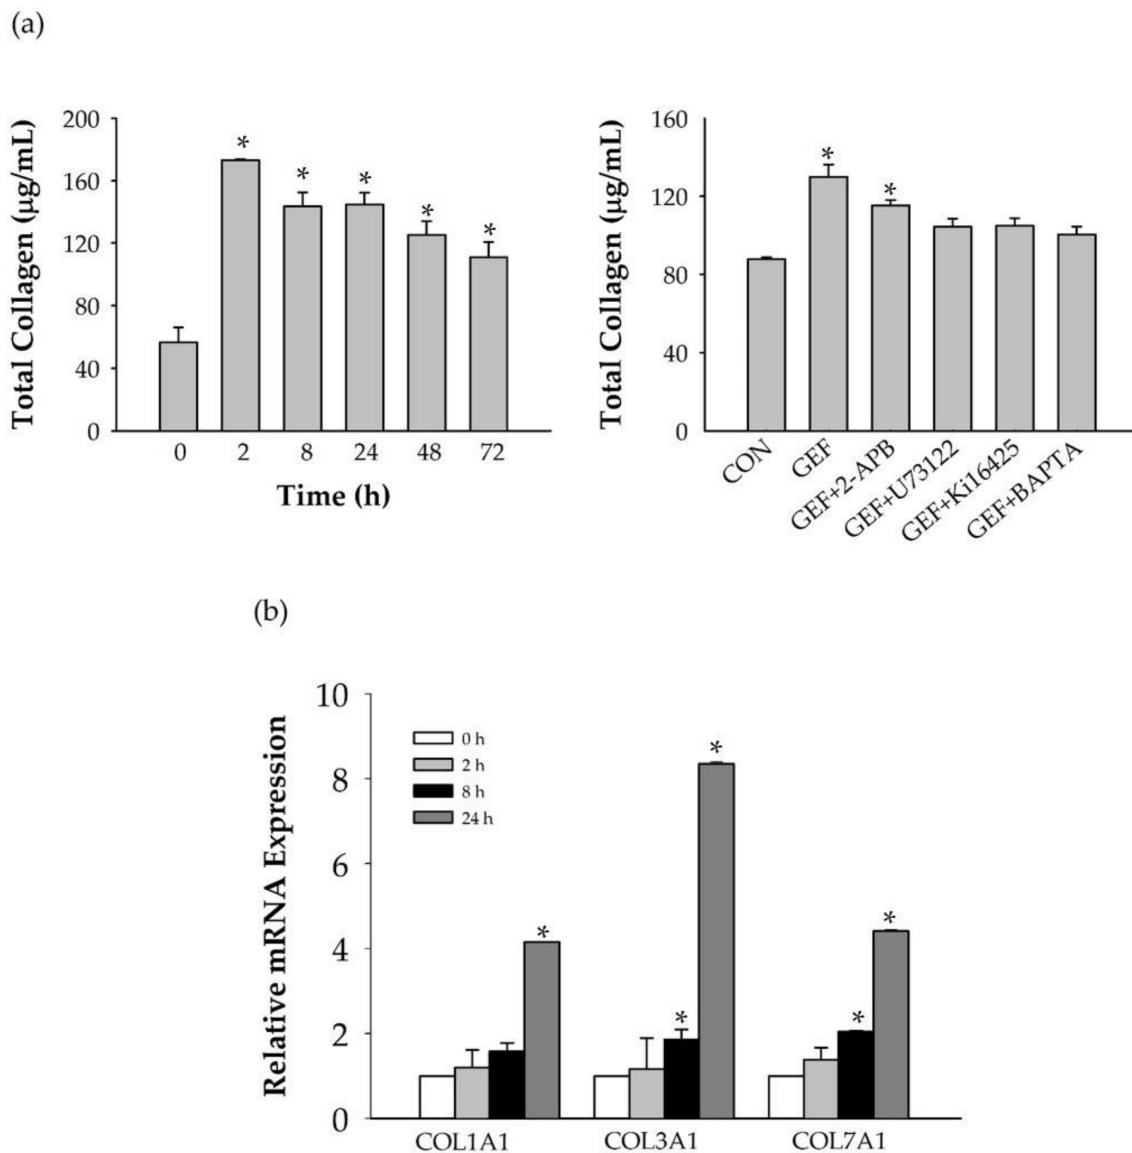 (a)
Total Collagen (µg/mL)
200
160
120
80
40
0
* * * * *
0 2 8 24 48 72
Time (h)
Total Collagen (µg/mL)
160
120
80
40
0
* *
CON
GEF
GEF+2-APB
GEF+U73122
GEF+Ki16425
GEF+BAPTA
(b)
Relative mRNA Expression
10
8
6
4
2
0
0 h
2 h
8 h
24 h
* * * * *
COL1A1 COL3A1 COL7A1